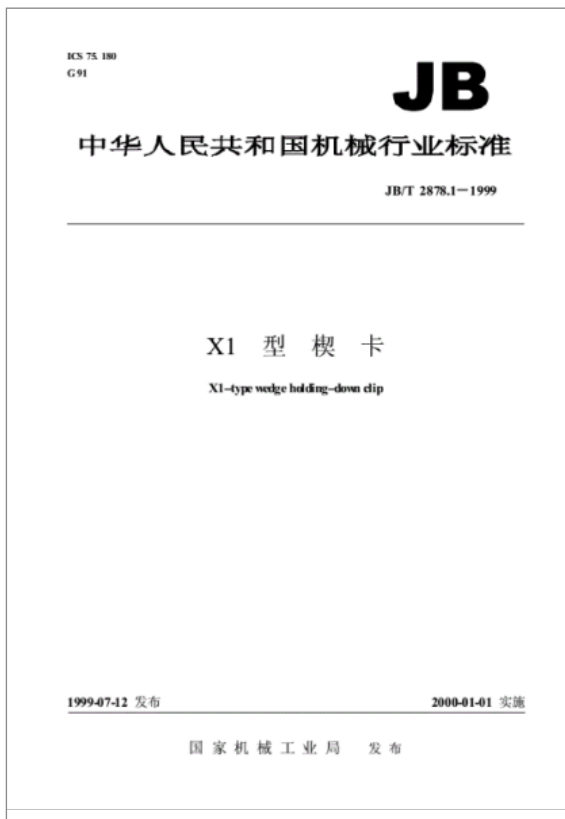 ICS 75. 180
G 91
JB
中华人民共和国机械行业标准
JB/T 2878.1－1999
X1 型 楔 卡
X1–type wedge holding–down clip
1999-07-12 发布
2000-01-01 实施
国家机械工业局 发布